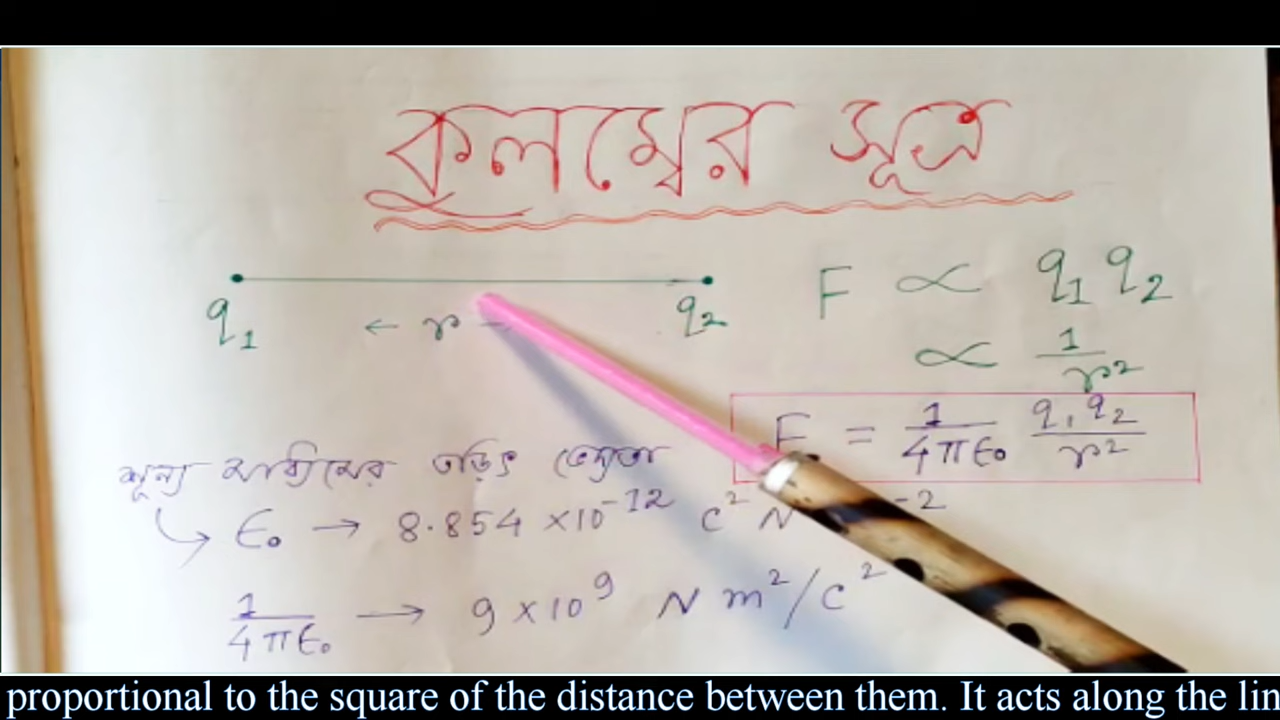 কুলম্বের সূত্র
q₁ ← r – q₂
F ∝ q₁ q₂
∝ 1/r²
F = 1/4πϵ₀ q₁q₂/r²
শূন্য মাধ্যমের তড়িৎ ভেদ্যতা
↳ ϵ₀ → 8.854 ×10⁻¹² c² N ⁻²
1/4πϵ₀ → 9 × 10⁹ N m²/c²
proportional to the square of the distance between them. It acts along the lin